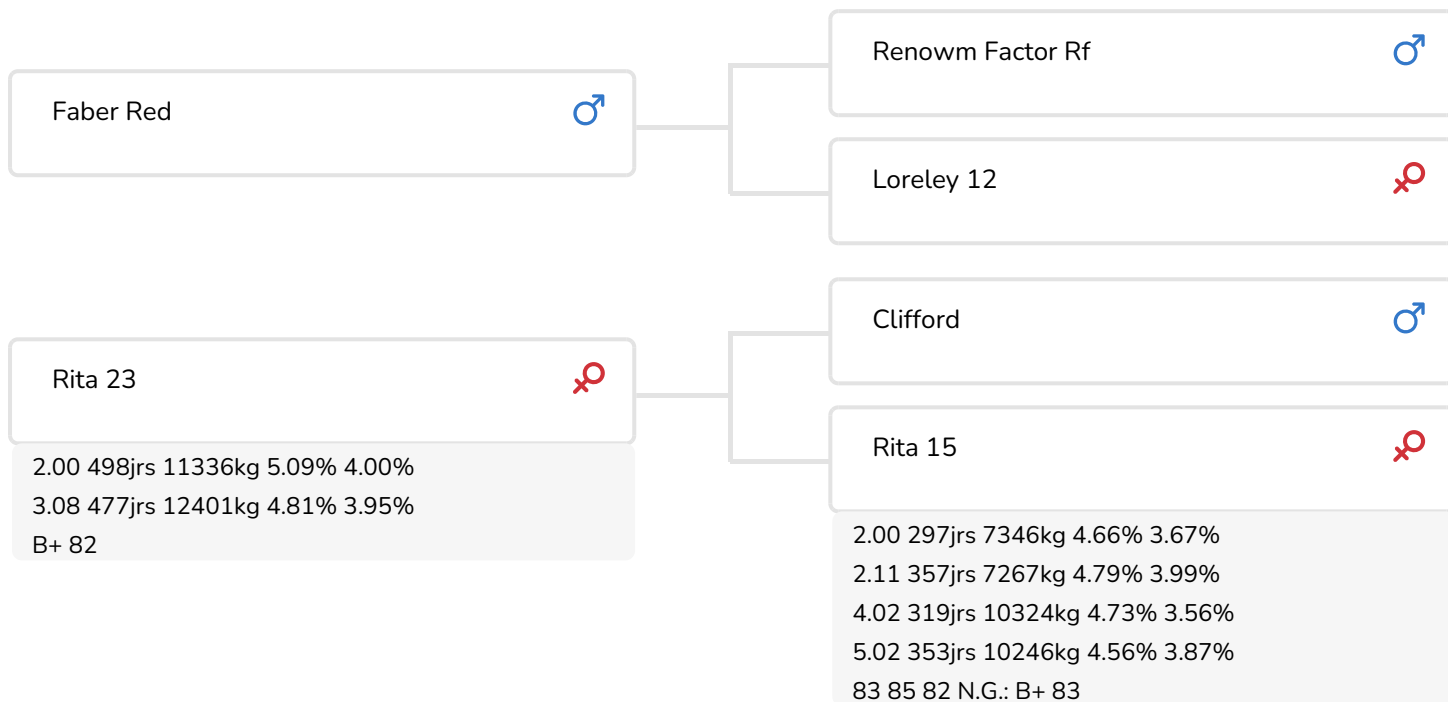 Renowm Factor Rf
Faber Red
Loreley 12
Clifford
Rita 23
Rita 15
2.00 498jrs 11336kg 5.09% 4.00%
3.08 477jrs 12401kg 4.81% 3.95%
B+ 82
2.00 297jrs 7346kg 4.66% 3.67%
2.11 357jrs 7267kg 4.79% 3.99%
4.02 319jrs 10324kg 4.73% 3.56%
5.02 353jrs 10246kg 4.56% 3.87%
83 85 82 N.G.: B+ 83